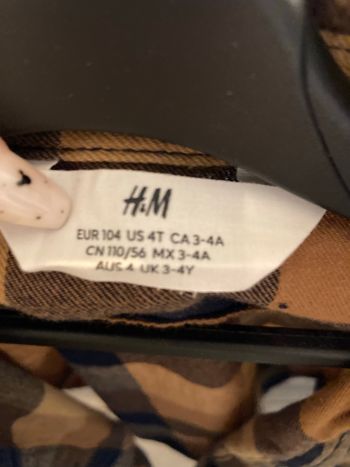 H&M
EUR 104 US 4T CA 3-4A
CN 110/56 MX 3-4A
AUS 4 UK 3-4Y